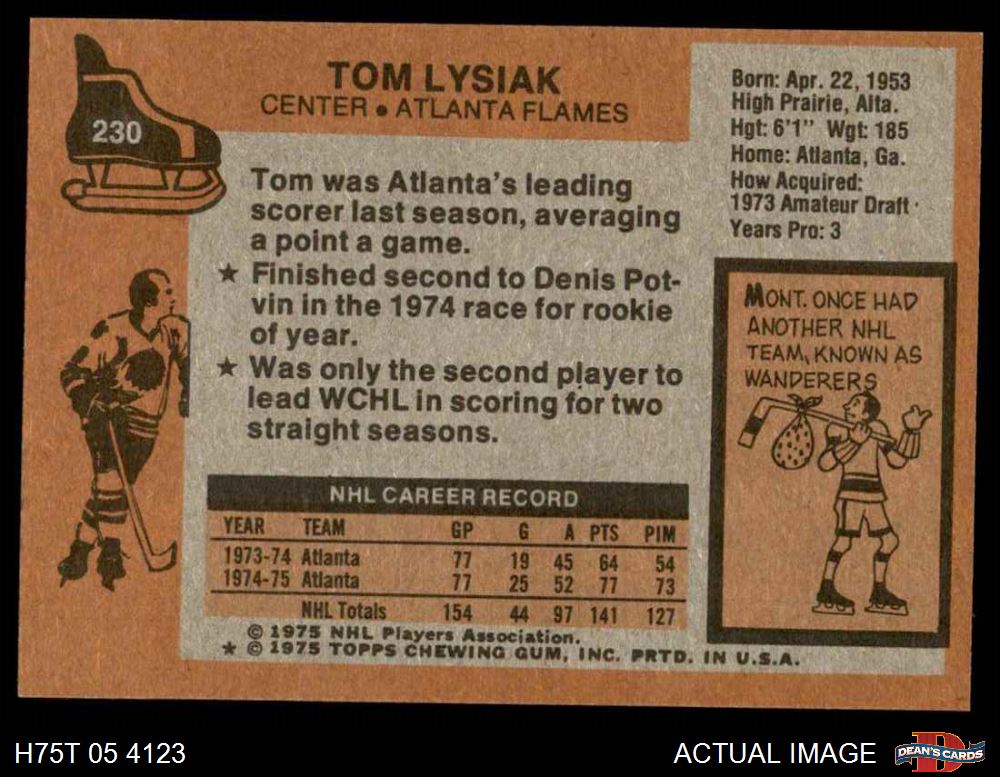 230
TOM LYSIAK
CENTER ● ATLANTA FLAMES
Born: Apr. 22, 1953
High Prairie, Alta.
Hgt: 6'1" Wgt: 185
Home: Atlanta, Ga.
How Acquired:
1973 Amateur Draft
Years Pro: 3
Tom was Atlanta's leading
scorer last season, averaging
a point a game.
★ Finished second to Denis Pot-
vin in the 1974 race for rookie
of year.
★ Was only the second player to
lead WCHL in scoring for two
straight seasons.
MONT. ONCE HAD
ANOTHER NHL
TEAM, KNOWN AS
WANDERERS
NHL CAREER RECORD
YEAR TEAM GP G A PTS PIM
1973-74 Atlanta 77 19 45 64 54
1974-75 Atlanta 77 25 52 77 73
NHL Totals 154 44 97 141 127
© 1975 NHL Players Association.
★ © 1975 TOPPS CHEWING GUM, INC. PRTD. IN U.S.A.
H75T 05 4123
ACTUAL IMAGE
D
DEAN'S CARDS